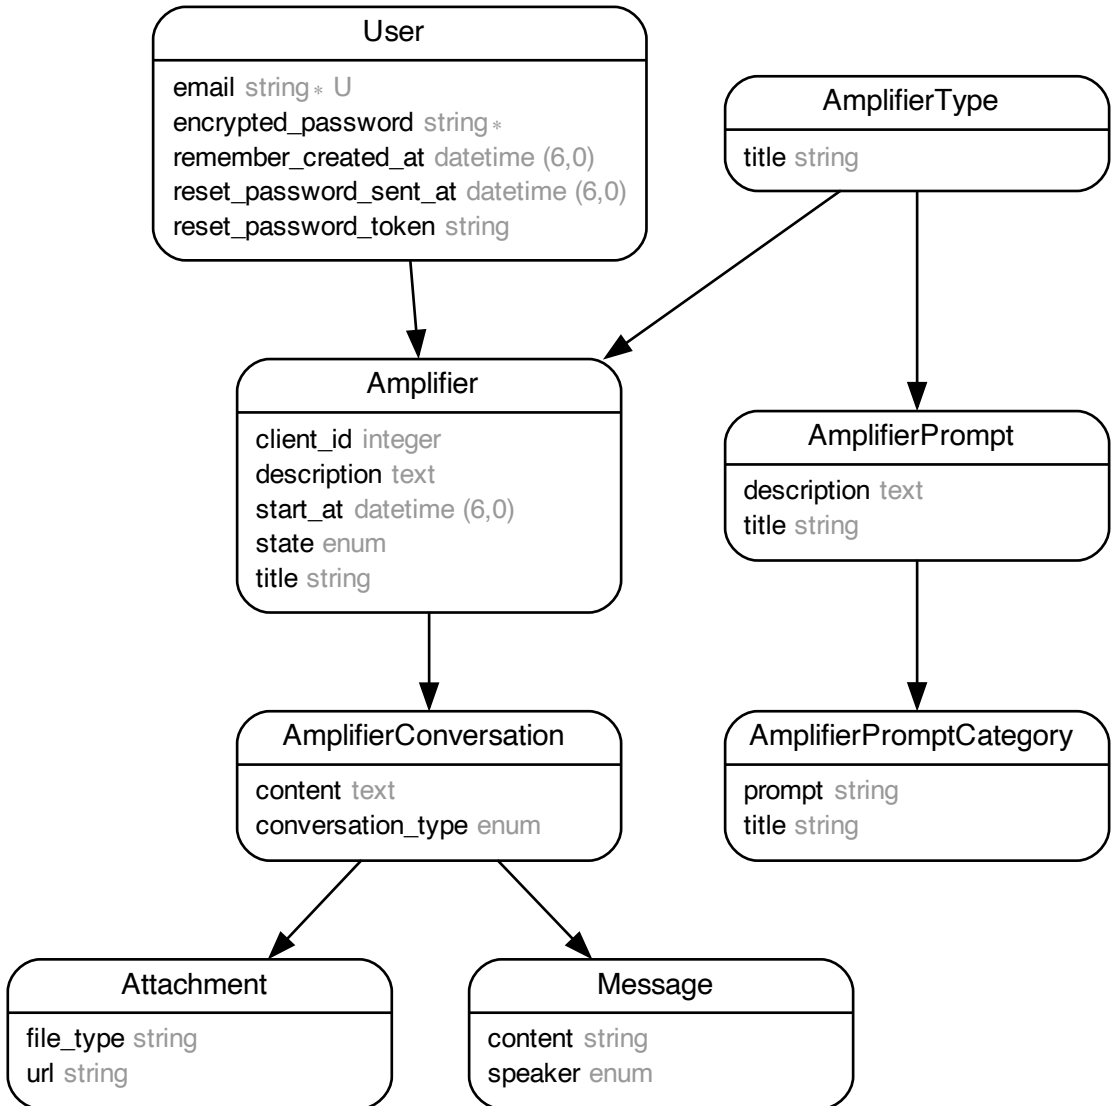 User
email string* U
encrypted_password string*
remember_created_at datetime (6,0)
reset_password_sent_at datetime (6,0)
reset_password_token string
AmplifierType
title string
Amplifier
client_id integer
description text
start_at datetime (6,0)
state enum
title string
AmplifierPrompt
description text
title string
AmplifierConversation
content text
conversation_type enum
AmplifierPromptCategory
prompt string
title string
Attachment
file_type string
url string
Message
content string
speaker enum